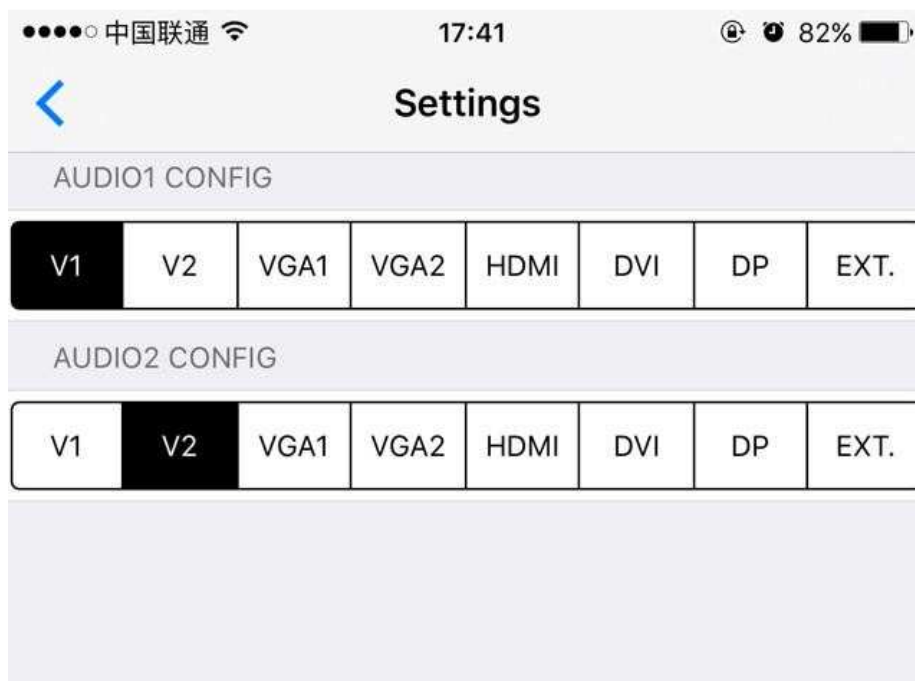 中国联通 17:41 82%
Settings
AUDIO1 CONFIG
V1 V2 VGA1 VGA2 HDMI DVI DP EXT.
AUDIO2 CONFIG
V1 V2 VGA1 VGA2 HDMI DVI DP EXT.